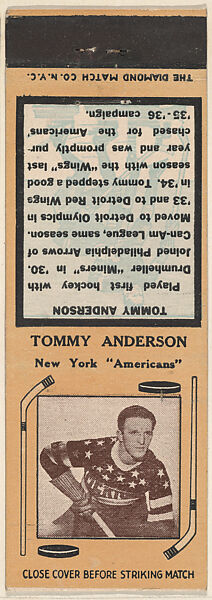 THE DIAMOND MATCH CO. N.Y.C.
TOMMY ANDERSON
Played first hockey with
Drumheller "Miners" in '30.
Joined Philadelphia Arrows of
Can-Am League, same season.
Moved to Detroit Olympics in
'33 and to Detroit Red Wings
in '34. Tommy stepped a good
season with the "Wings" last
year and was promptly pur-
chased for the "Americans,"
'35-'36 campaign.
TOMMY ANDERSON
New York "Americans"
CLOSE COVER BEFORE STRIKING MATCH